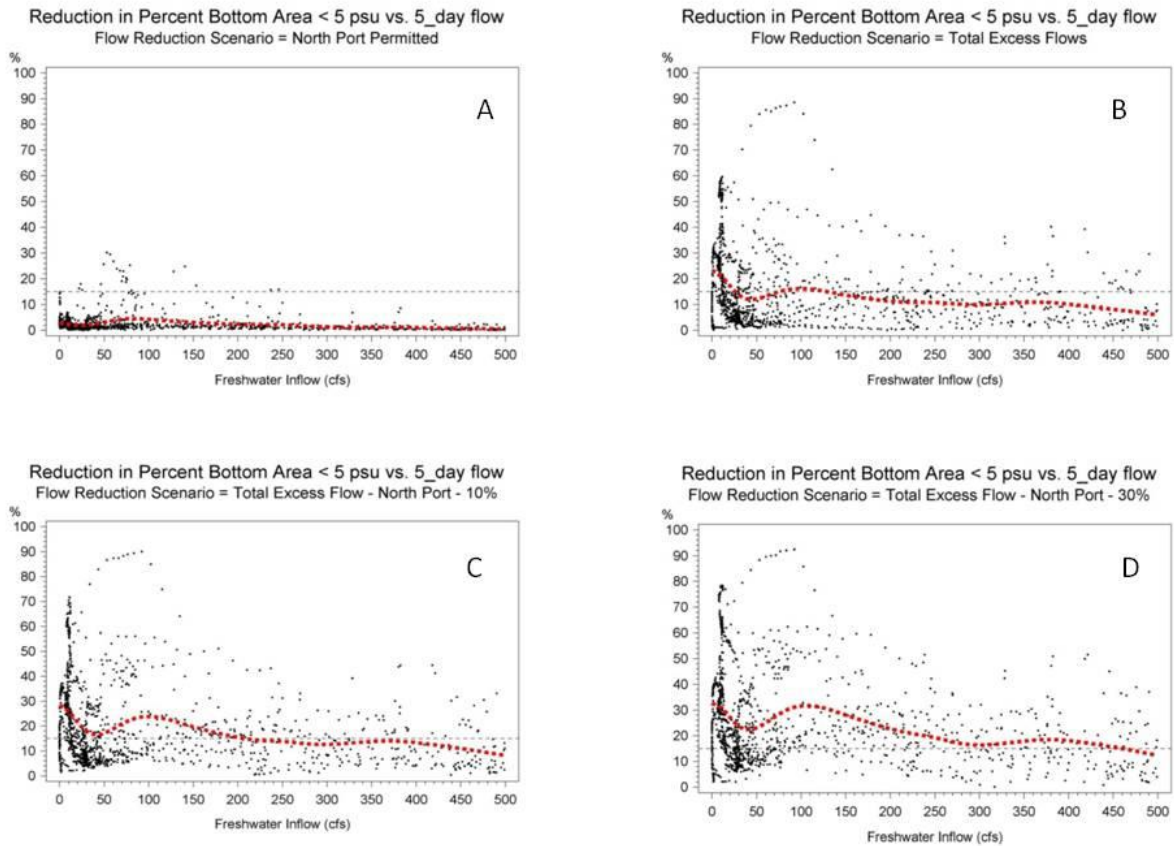 Reduction in Percent Bottom Area < 5 psu vs. 5_day flow
Flow Reduction Scenario = North Port Permitted
%
100
90
80
70
60
50
40
30
20
10
0
A
0 50 100 150 200 250 300 350 400 450 500
Freshwater Inflow (cfs)
Reduction in Percent Bottom Area < 5 psu vs. 5_day flow
Flow Reduction Scenario = Total Excess Flows
%
100
90
80
70
60
50
40
30
20
10
0
B
0 50 100 150 200 250 300 350 400 450 500
Freshwater Inflow (cfs)
Reduction in Percent Bottom Area < 5 psu vs. 5_day flow
Flow Reduction Scenario = Total Excess Flow - North Port - 10%
%
100
90
80
70
60
50
40
30
20
10
0
C
0 50 100 150 200 250 300 350 400 450 500
Freshwater Inflow (cfs)
Reduction in Percent Bottom Area < 5 psu vs. 5_day flow
Flow Reduction Scenario = Total Excess Flow - North Port - 30%
%
100
90
80
70
60
50
40
30
20
10
0
D
0 50 100 150 200 250 300 350 400 450 500
Freshwater Inflow (cfs)